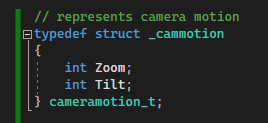 // represents camera motion
typedef struct _cammotion
{
    int Zoom;
    int Tilt;
} cameramotion_t;